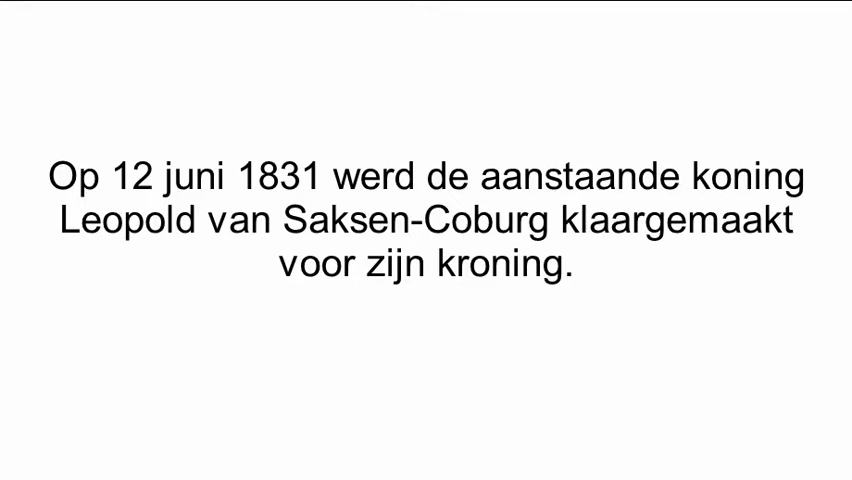 Op 12 juni 1831 werd de aanstaande koning
Leopold van Saksen-Coburg klaargemaakt
voor zijn kroning.